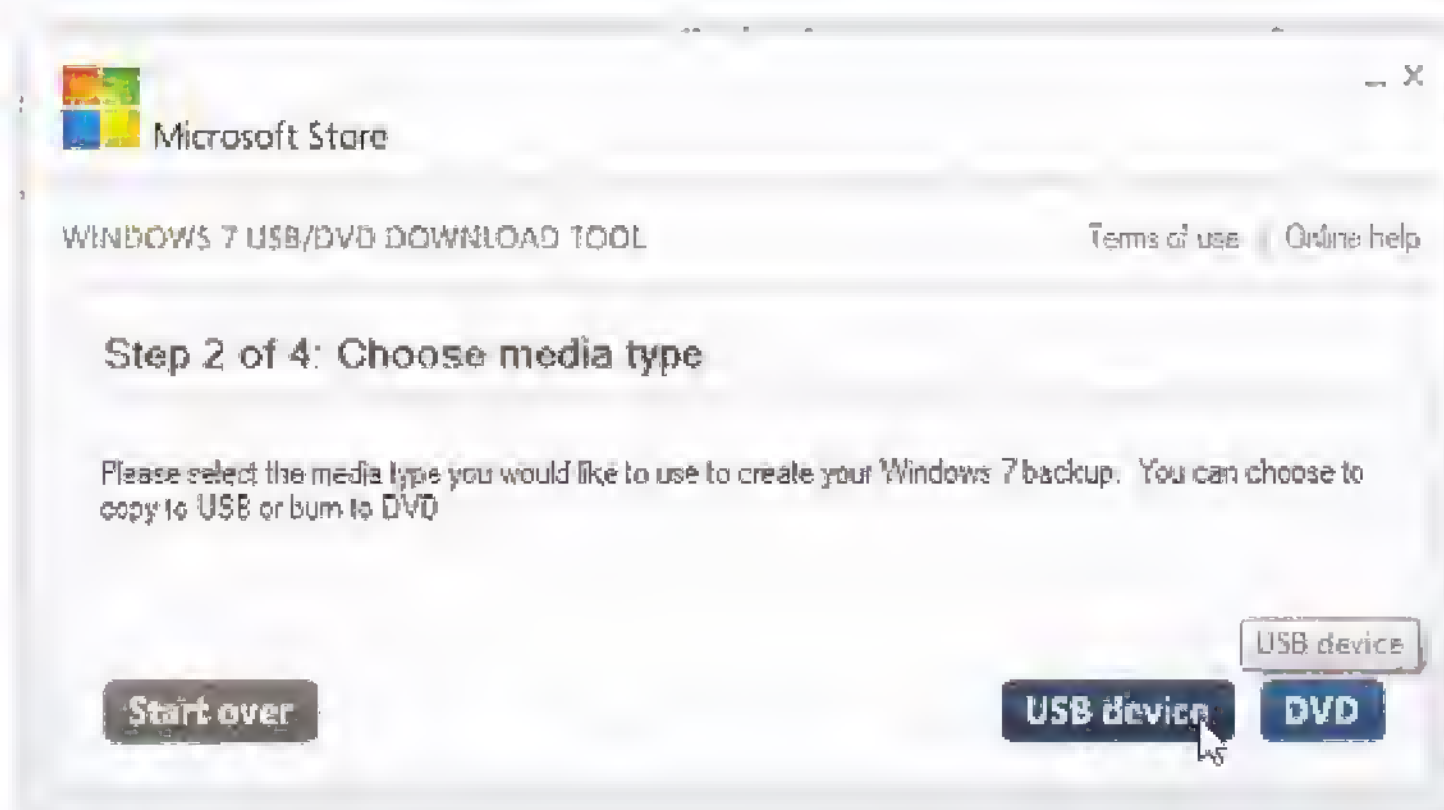 Microsoft Store
_ X
WINDOWS 7 USB/DVD DOWNLOAD TOOL
Terms of use | Online help
Step 2 of 4: Choose media type
Please select the media type you would like to use to create your Windows 7 backup. You can choose to
copy to USB or burn to DVD
USB device
Start over
USB device
DVD